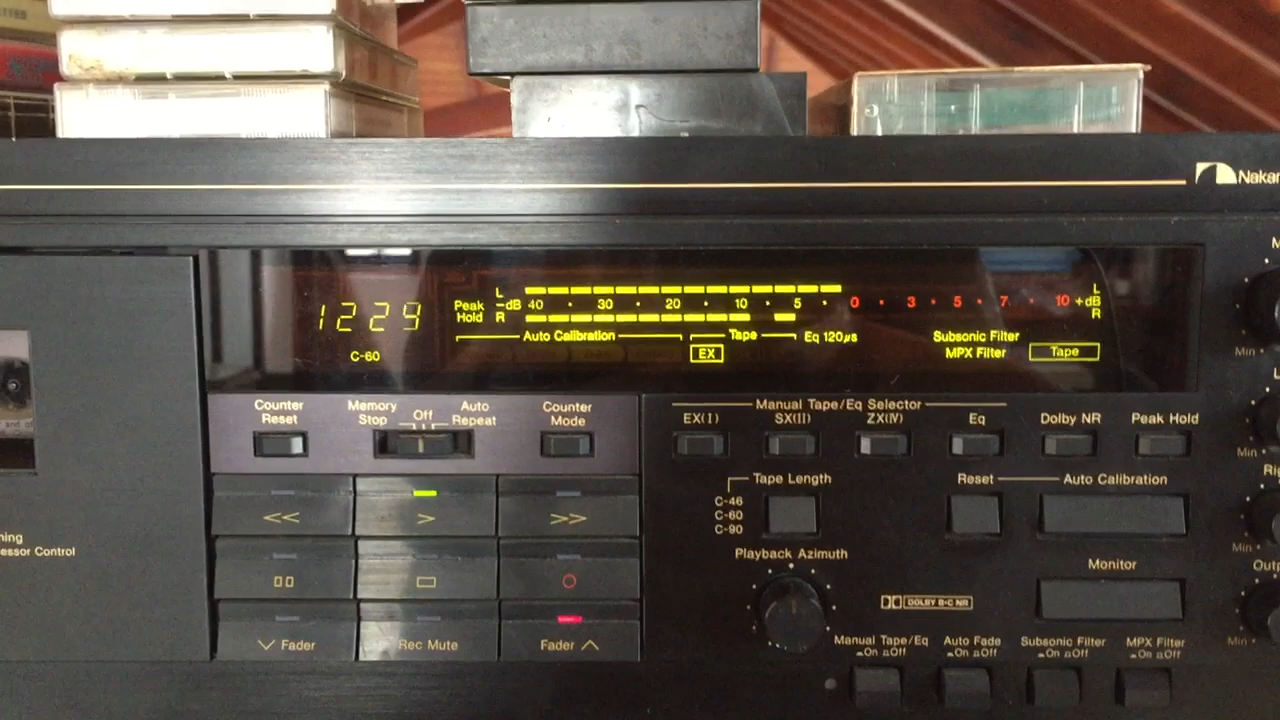 Nakar
1229
C-60
Peak
Hold
L
R
-dB 40 30 20 10 5 0 3 5 7 10 +dB
L
R
Auto Calibration
Tape
Eq 120µs
EX
Subsonic Filter
MPX Filter
Tape
Counter
Reset
Memory
Stop
Off
Auto
Repeat
Counter
Mode
Manual Tape/Eq Selector
EX(I)
SX(II)
ZX(IV)
Eq
Dolby NR
Peak Hold
Tape Length
C-46
C-60
C-90
Reset
Auto Calibration
Playback Azimuth
Monitor
DOLBY B·C NR
<<
>
>>
Fader
Rec Mute
Fader
Manual Tape/Eq
On Off
Auto Fade
On Off
Subsonic Filter
On Off
MPX Filter
On Off
ning
essor Control
M
Min
L
Min
Rig
Min
Outp
Min